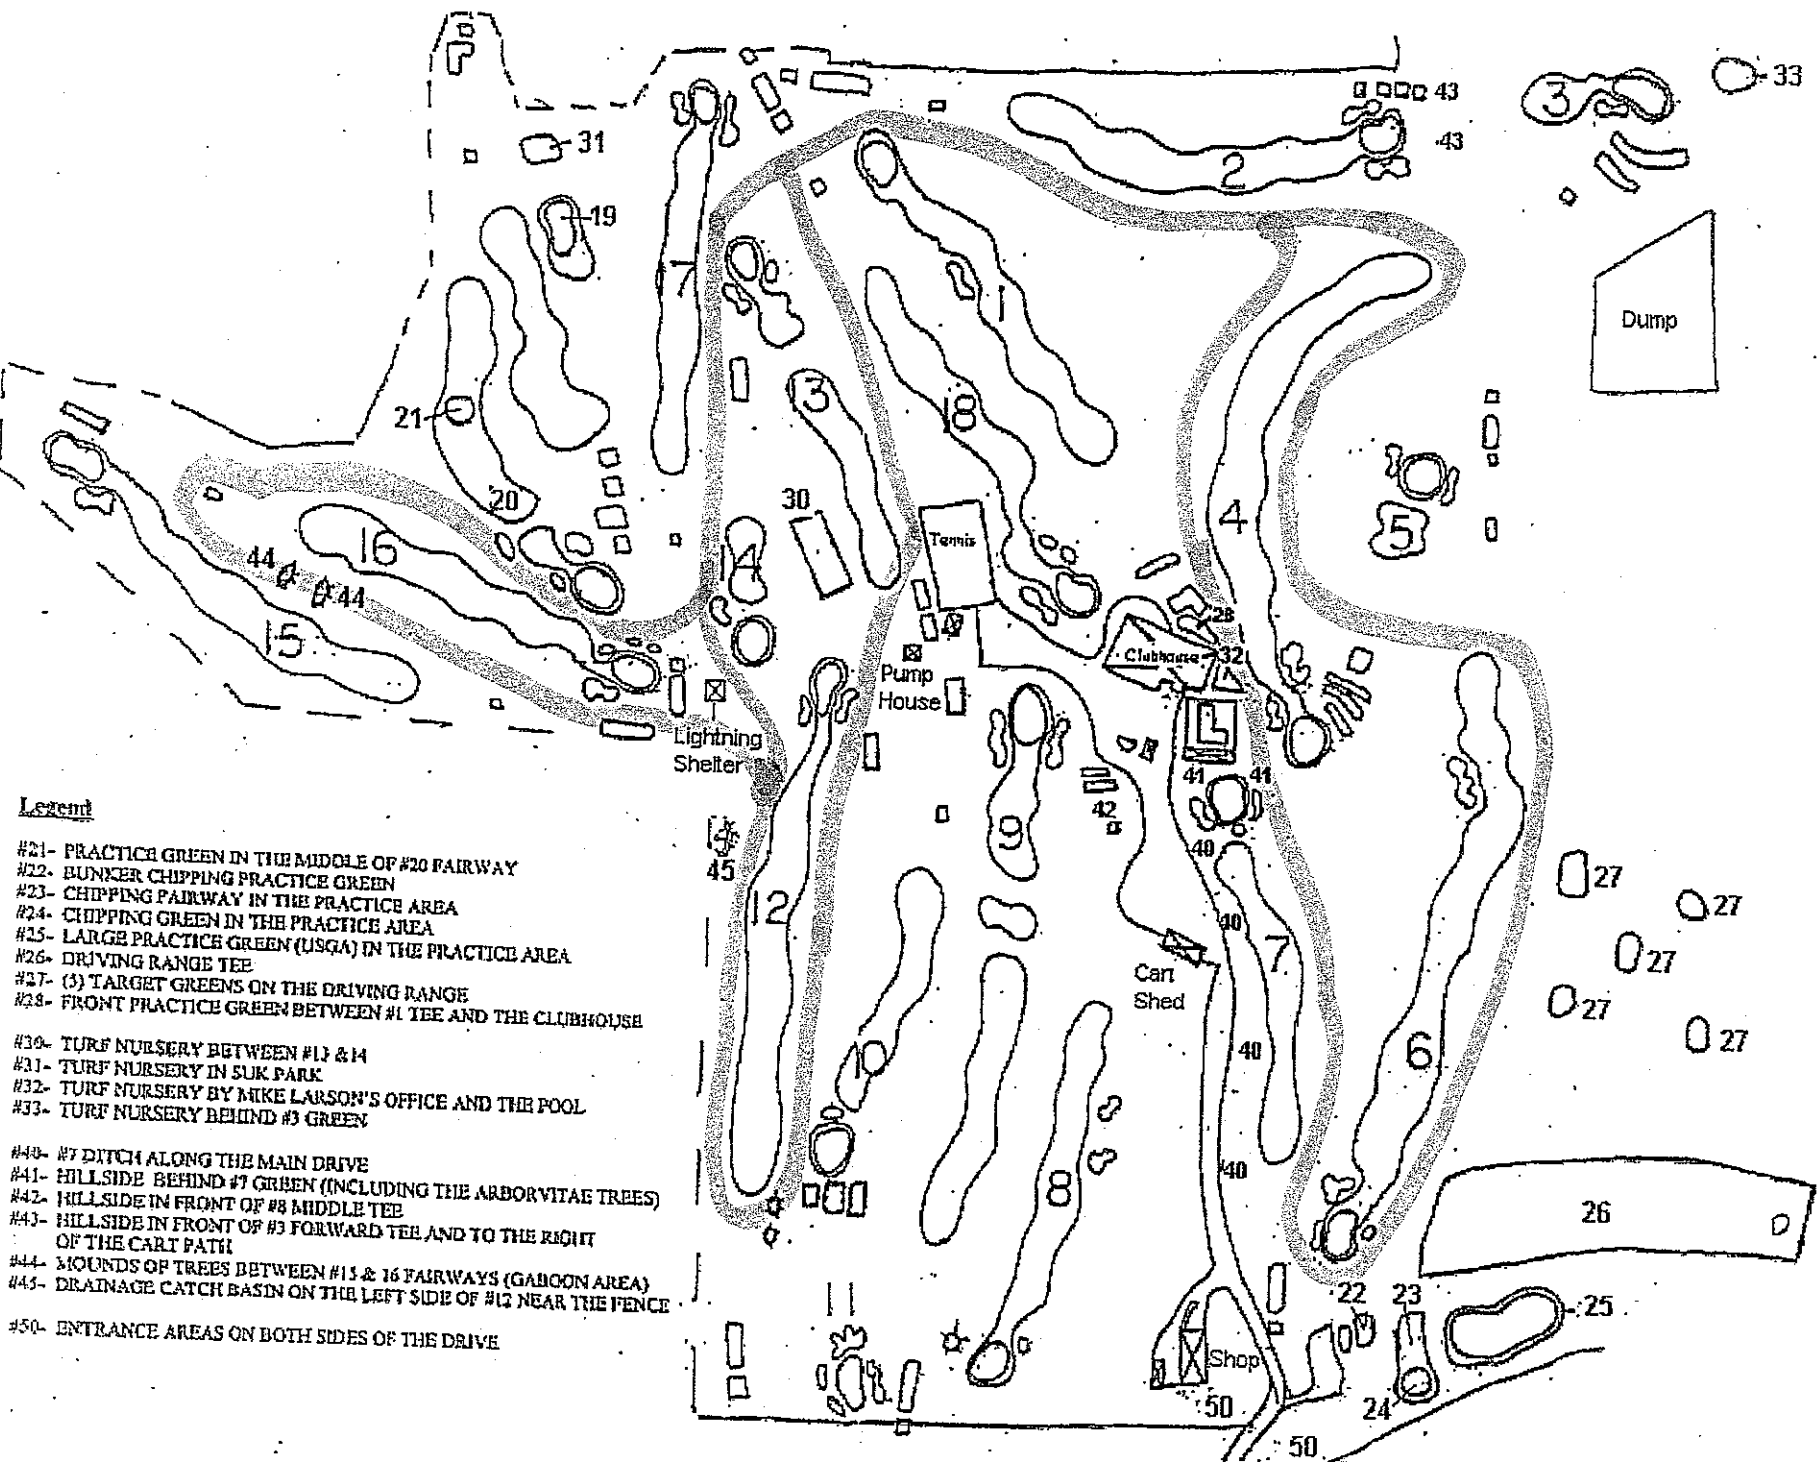 43
33
3
31
43
2
19
17
1
Dump
13
21
18
20
30
4
16
5
14
Tennis
44
44
15
28
Clubhouse
32
Pump
House
Lightning
Shelter
41
41
42
9
45
40
12
27
27
40
7
27
Cart
Shed
27
27
10
40
6
8
40
26
11
22
23
25
Shop
50
24
50
Legend
#21- PRACTICE GREEN IN THE MIDDLE OF #20 FAIRWAY
#22- BUNKER CHIPPING PRACTICE GREEN
#23- CHIPPING FAIRWAY IN THE PRACTICE AREA
#24- CHIPPING GREEN IN THE PRACTICE AREA
#25- LARGE PRACTICE GREEN (USGA) IN THE PRACTICE AREA
#26- DRIVING RANGE TEE
#27- (5) TARGET GREENS ON THE DRIVING RANGE
#28- FRONT PRACTICE GREEN BETWEEN #1 TEE AND THE CLUBHOUSE
#30- TURF NURSERY BETWEEN #13 & 14
#31- TURF NURSERY IN SUK PARK
#32- TURF NURSERY BY MIKE LARSON'S OFFICE AND THE POOL
#33- TURF NURSERY BEHIND #3 GREEN
#40- #7 DITCH ALONG THE MAIN DRIVE
#41- HILLSIDE BEHIND #7 GREEN (INCLUDING THE ARBORVITAE TREES)
#42- HILLSIDE IN FRONT OF #8 MIDDLE TEE
#43- HILLSIDE IN FRONT OF #3 FORWARD TEE AND TO THE RIGHT
OF THE CART PATH
#44- MOUNDS OF TREES BETWEEN #15 & 16 FAIRWAYS (GABOON AREA)
#45- DRAINAGE CATCH BASIN ON THE LEFT SIDE OF #12 NEAR THE FENCE
#50- ENTRANCE AREAS ON BOTH SIDES OF THE DRIVE